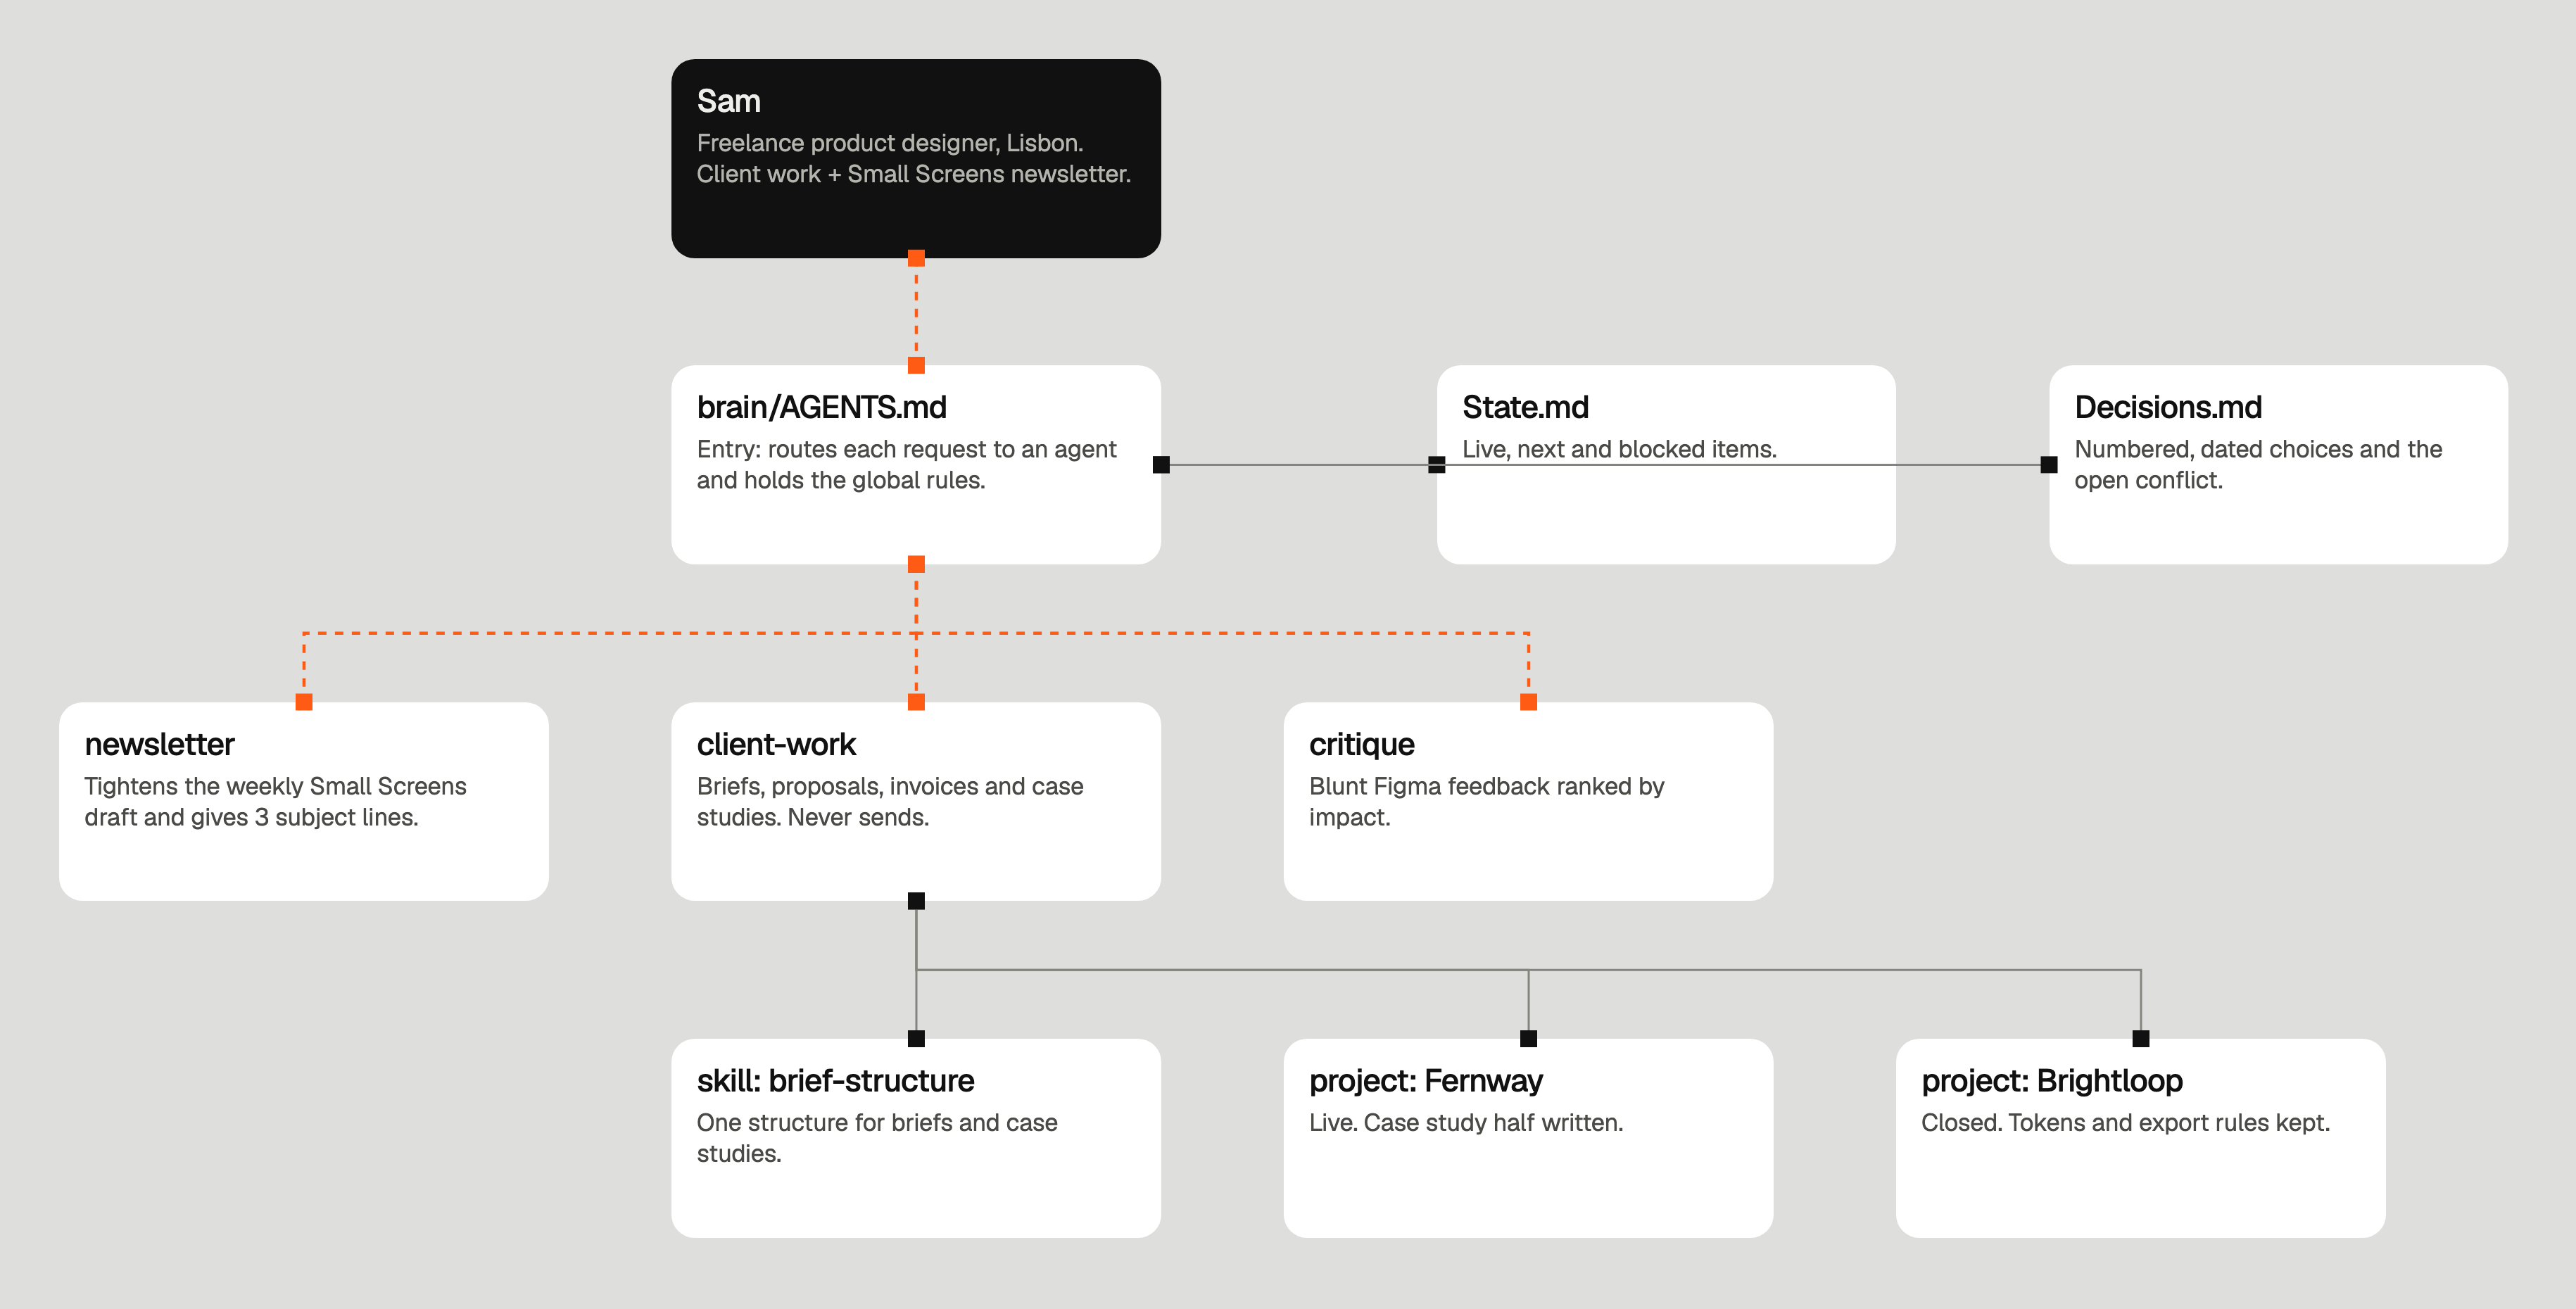 Sam
Freelance product designer, Lisbon.
Client work + Small Screens newsletter.
brain/AGENTS.md
Entry: routes each request to an agent
and holds the global rules.
State.md
Live, next and blocked items.
Decisions.md
Numbered, dated choices and the
open conflict.
newsletter
Tightens the weekly Small Screens
draft and gives 3 subject lines.
client-work
Briefs, proposals, invoices and case
studies. Never sends.
critique
Blunt Figma feedback ranked by
impact.
skill: brief-structure
One structure for briefs and case
studies.
project: Fernway
Live. Case study half written.
project: Brightloop
Closed. Tokens and export rules kept.